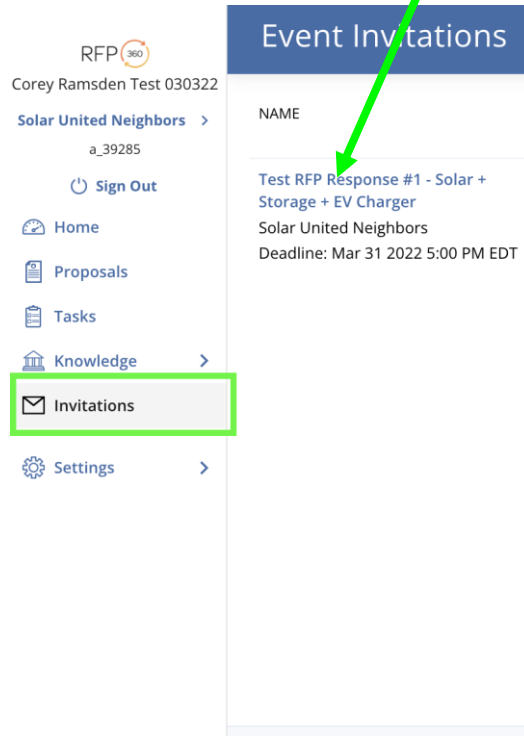 RFP 360
Corey Ramsden Test 030322
Solar United Neighbors
a_39285
Sign Out
Home
Proposals
Tasks
Knowledge
Invitations
Settings
Event Invitations
NAME
Test RFP Response #1 - Solar +
Storage + EV Charger
Solar United Neighbors
Deadline: Mar 31 2022 5:00 PM EDT